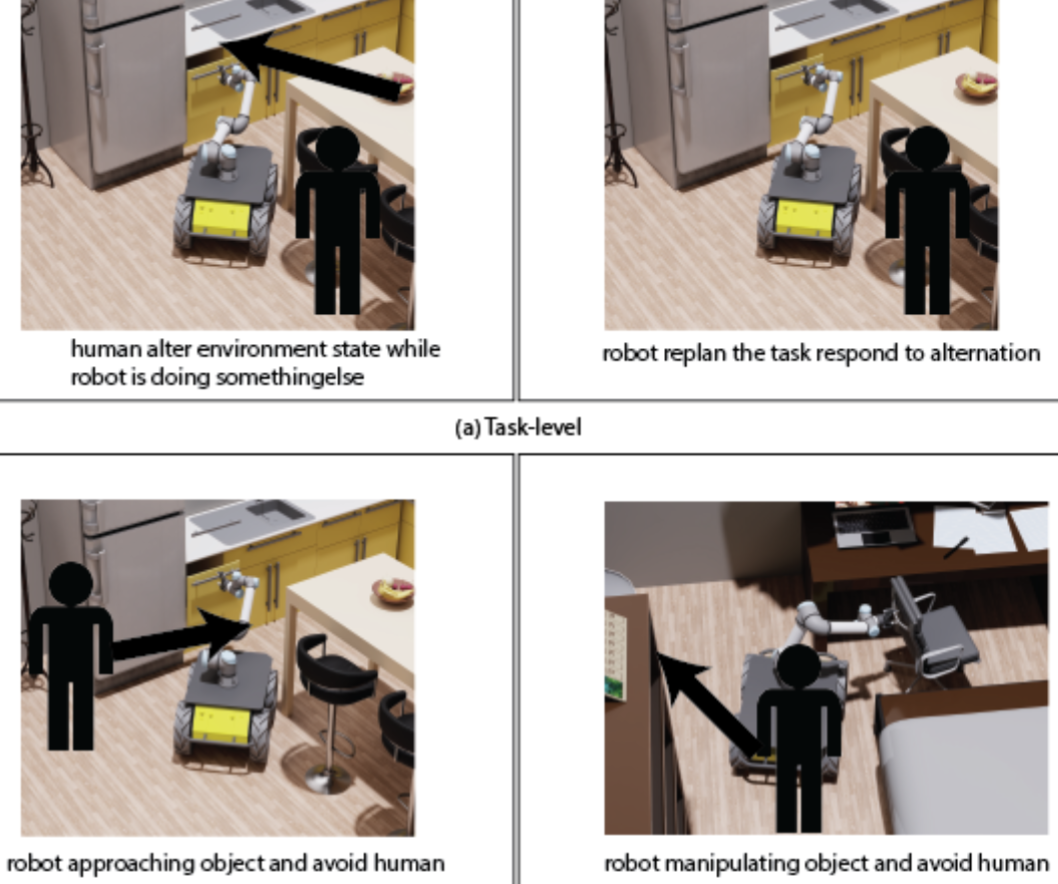 human alter environment state while
robot is doing somethingelse
robot replan the task respond to alternation
(a) Task-level
robot approaching object and avoid human
robot manipulating object and avoid human